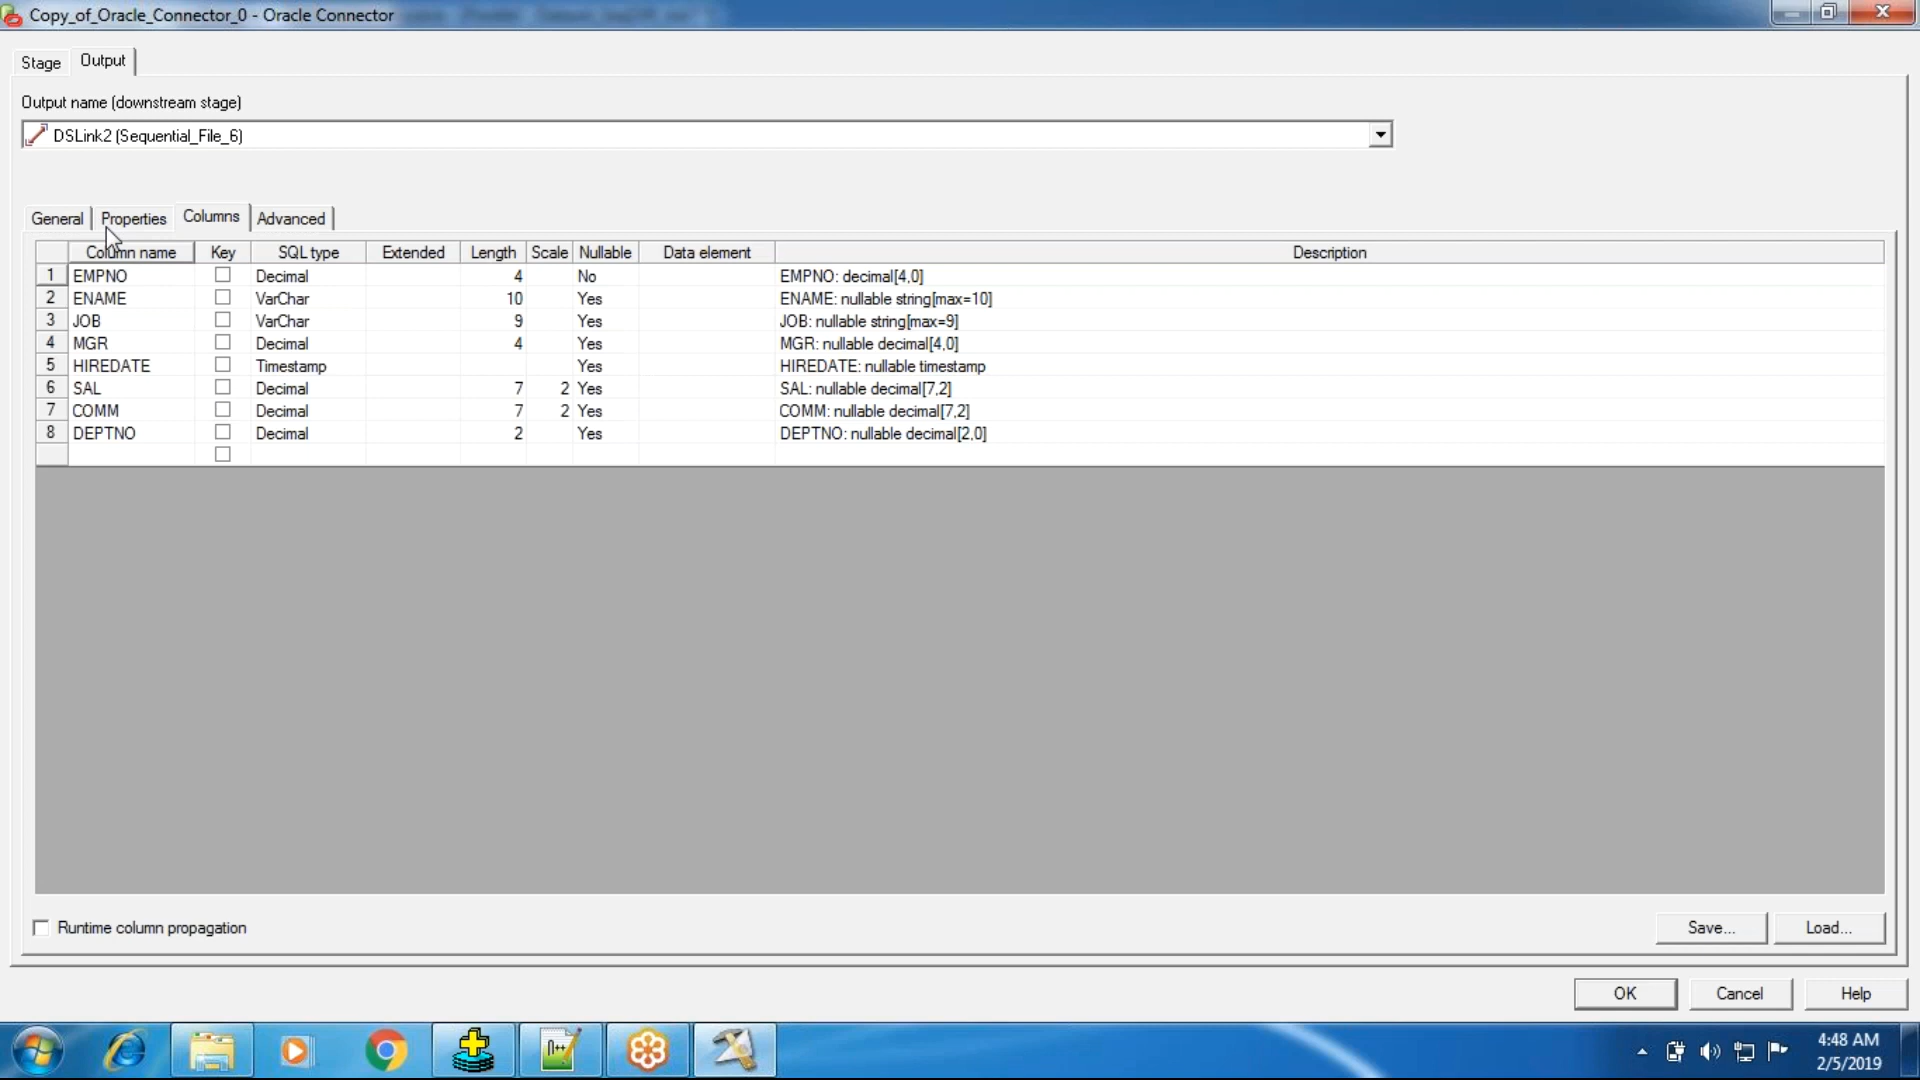 Copy_of_Oracle_Connector_0 - Oracle Connector
Stage Output
Output name (downstream stage)
DSLink2 (Sequential_File_6)
General Properties Columns Advanced
Column name Key SQL type Extended Length Scale Nullable Data element Description
1 EMPNO Decimal 4 No EMPNO: decimal[4,0]
2 ENAME VarChar 10 Yes ENAME: nullable string[max=10]
3 JOB VarChar 9 Yes JOB: nullable string[max=9]
4 MGR Decimal 4 Yes MGR: nullable decimal[4,0]
5 HIREDATE Timestamp Yes HIREDATE: nullable timestamp
6 SAL Decimal 7 2 Yes SAL: nullable decimal[7,2]
7 COMM Decimal 7 2 Yes COMM: nullable decimal[7,2]
8 DEPTNO Decimal 2 Yes DEPTNO: nullable decimal[2,0]
Runtime column propagation
Save... Load...
OK Cancel Help
4:48 AM
2/5/2019